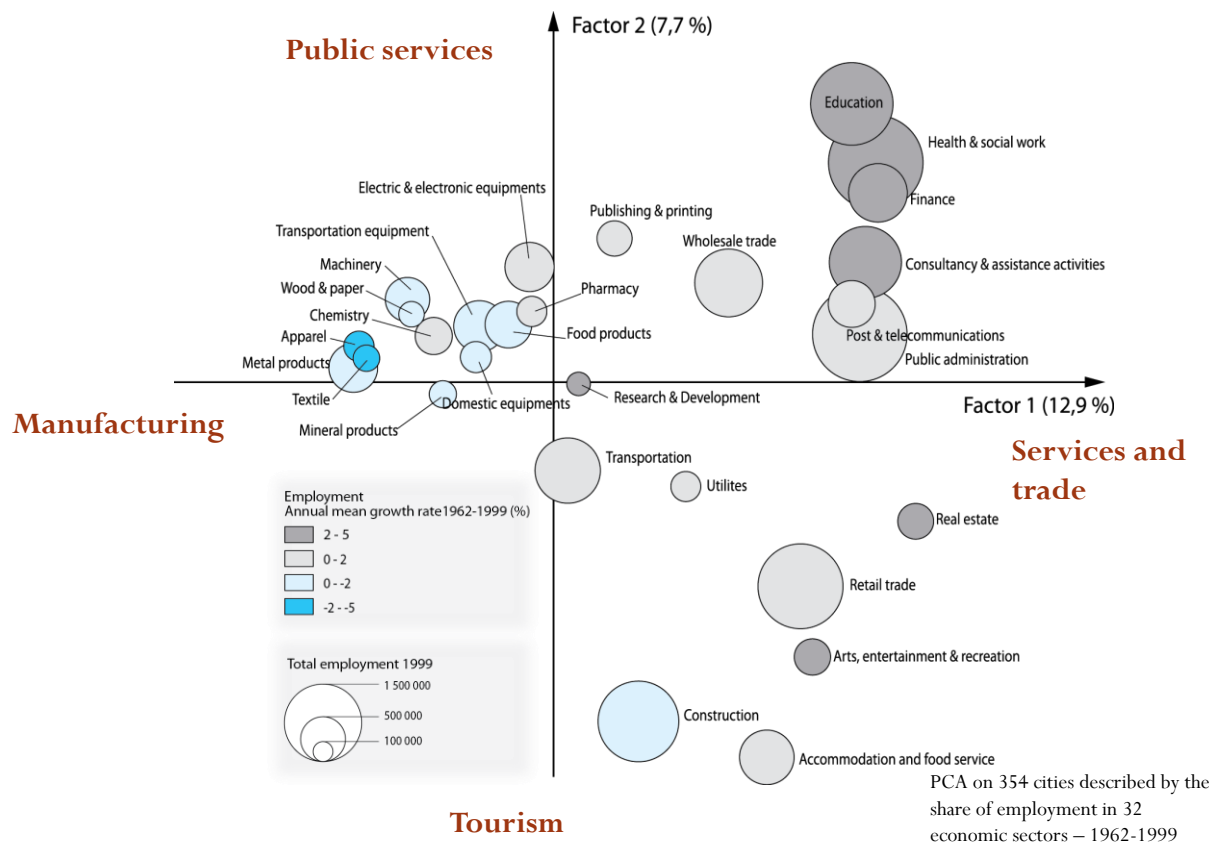 Factor 2 (7,7 %)
Public services
Education
Health & social work
Electric & electronic equipments
Finance
Publishing & printing
Transportation equipment
Wholesale trade
Machinery
Consultancy & assistance activities
Wood & paper
Pharmacy
Chemistry
Food products
Apparel
Post & telecommunications
Metal products
Public administration
Textile
Domestic equipments
Research & Development
Factor 1 (12,9 %)
Manufacturing
Mineral products
Services and
trade
Transportation
Utilites
Employment
Annual mean growth rate1962-1999 (%)
2 - 5
0 - 2
0 - -2
-2 - -5
Real estate
Retail trade
Arts, entertainment & recreation
Total employment 1999
1 500 000
500 000
100 000
Construction
Accommodation and food service
Tourism
PCA on 354 cities described by the
share of employment in 32
economic sectors – 1962-1999